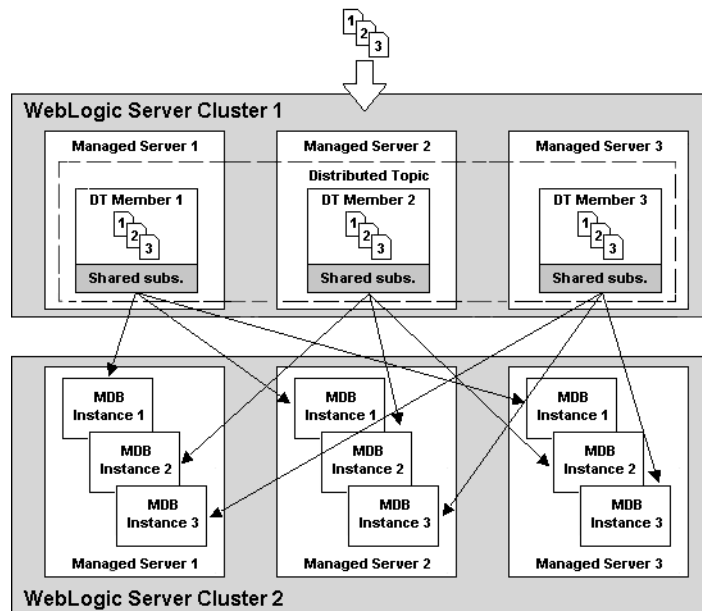 1
2
3
WebLogic Server Cluster 1
Managed Server 1
Managed Server 2
Managed Server 3
Distributed Topic
DT Member 1
1
2
3
Shared subs.
DT Member 2
1
2
3
Shared subs.
DT Member 3
1
2
3
Shared subs.
MDB
Instance 1
MDB
Instance 2
MDB
Instance 3
Managed Server 1
MDB
Instance 1
MDB
Instance 2
MDB
Instance 3
Managed Server 2
MDB
Instance 1
MDB
Instance 2
MDB
Instance 3
Managed Server 3
WebLogic Server Cluster 2